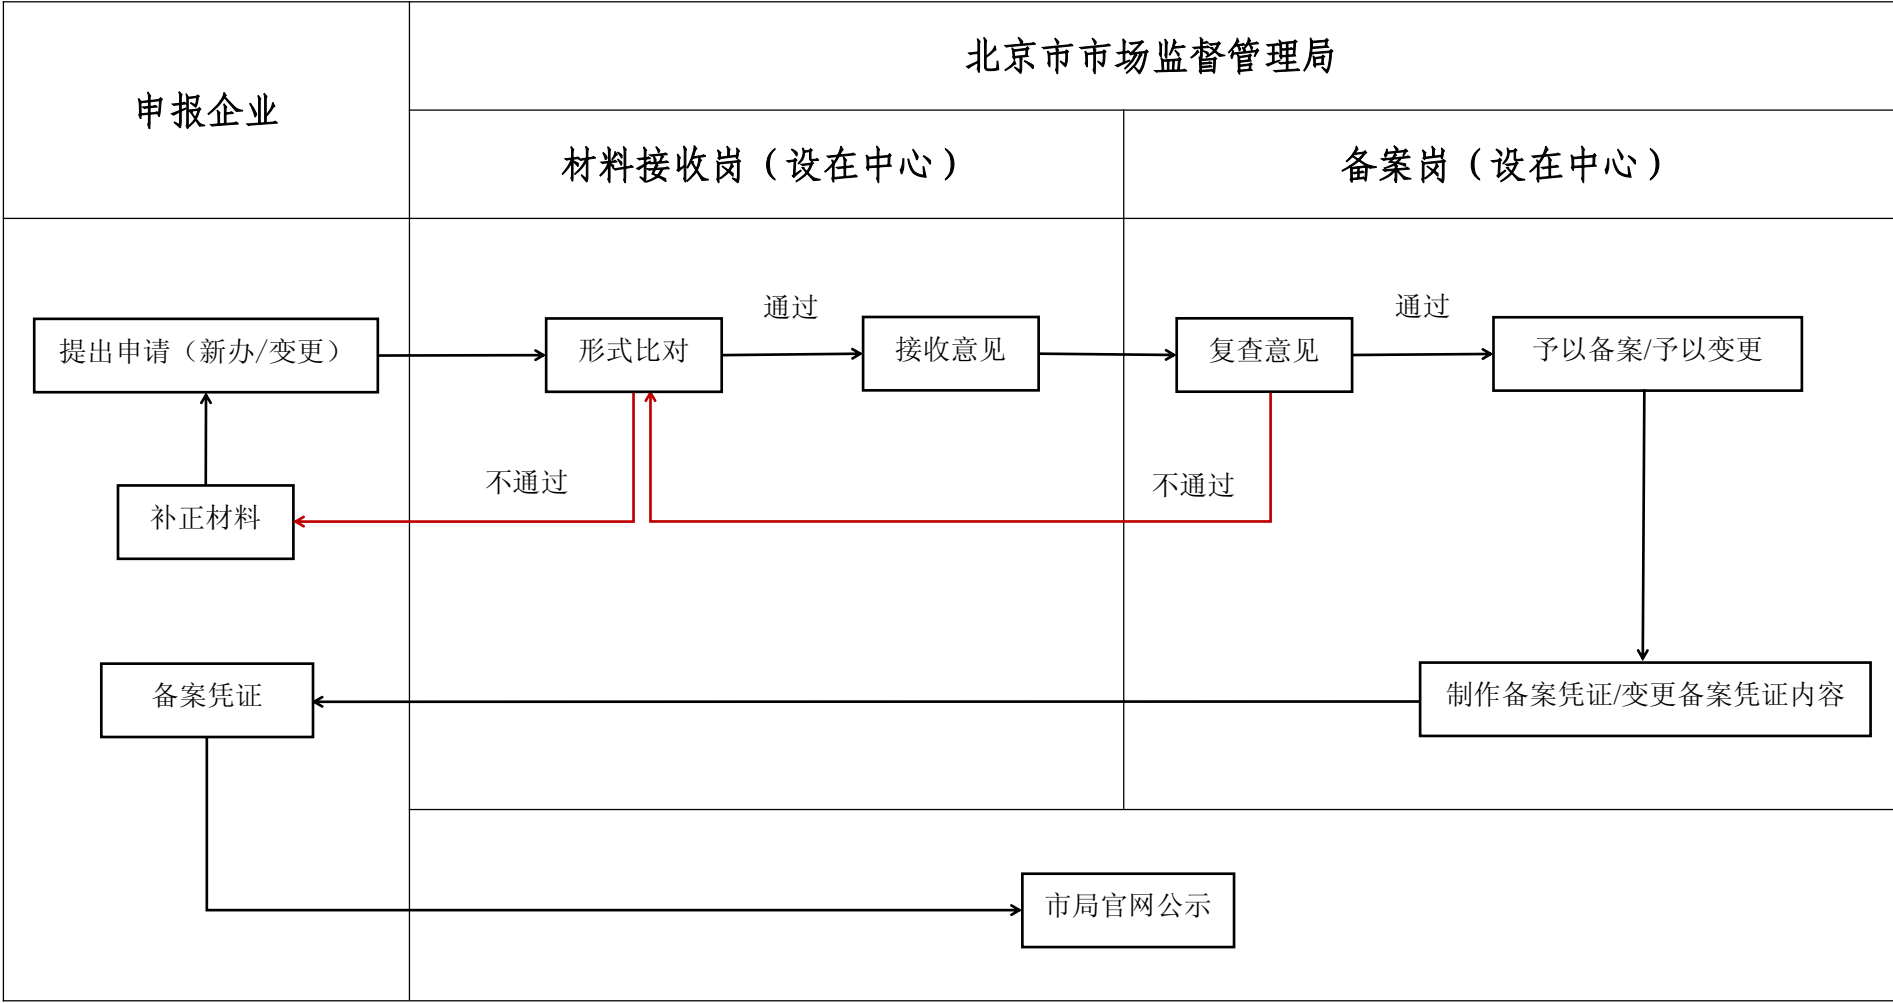 北京市市场监督管理局
申报企业
材料接收岗（设在中心）
备案岗（设在中心）
通过
通过
提出申请（新办/变更）
形式比对
接收意见
复查意见
予以备案/予以变更
不通过
不通过
补正材料
备案凭证
制作备案凭证/变更备案凭证内容
市局官网公示